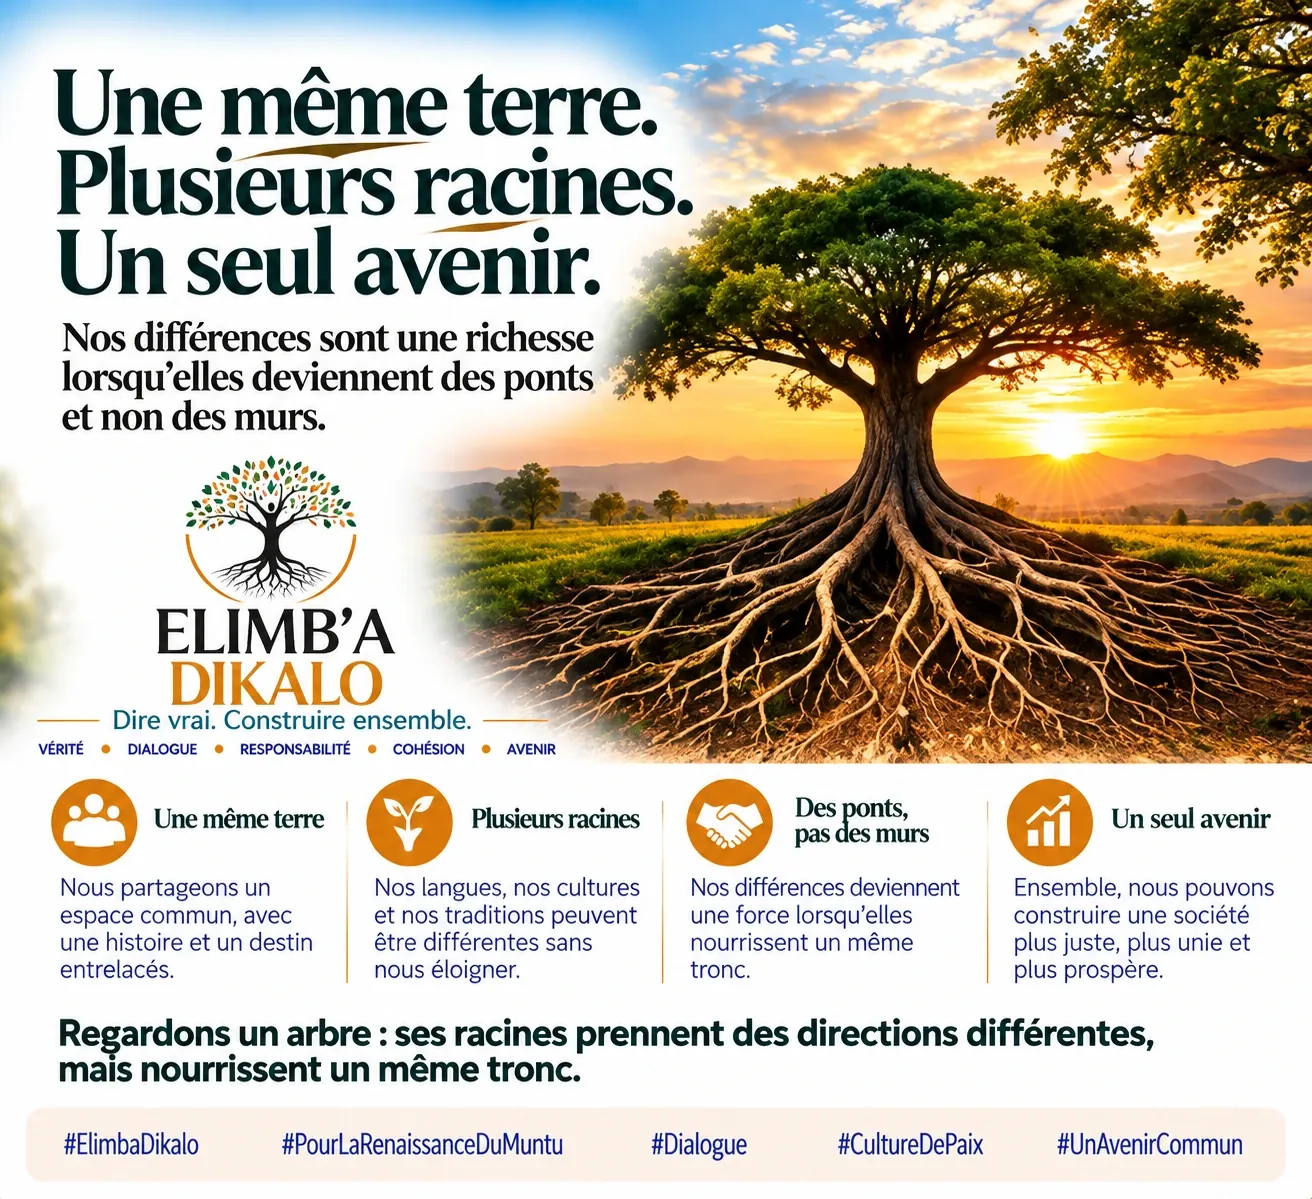 Une même terre.
Plusieurs racines.
Un seul avenir.
Nos différences sont une richesse
lorsqu'elles deviennent des ponts
et non des murs.
ELIMB'A
DIKALO
Dire vrai. Construire ensemble.
VÉRITÉ • DIALOGUE • RESPONSABILITÉ • COHÉSION • AVENIR
Une même terre
Nous partageons un
espace commun, avec
une histoire et un destin
entrelacés.
Plusieurs racines
Nos langues, nos cultures
et nos traditions peuvent
être différentes sans
nous éloigner.
Des ponts,
pas des murs
Nos différences deviennent
une force lorsqu'elles
nourrissent un même
tronc.
Un seul avenir
Ensemble, nous pouvons
construire une société
plus juste, plus unie et
plus prospère.
Regardons un arbre : ses racines prennent des directions différentes,
mais nourrissent un même tronc.
#ElimbaDikalo #PourLaRenaissanceDuMuntu #Dialogue #CultureDePaix #UnAvenirCommun